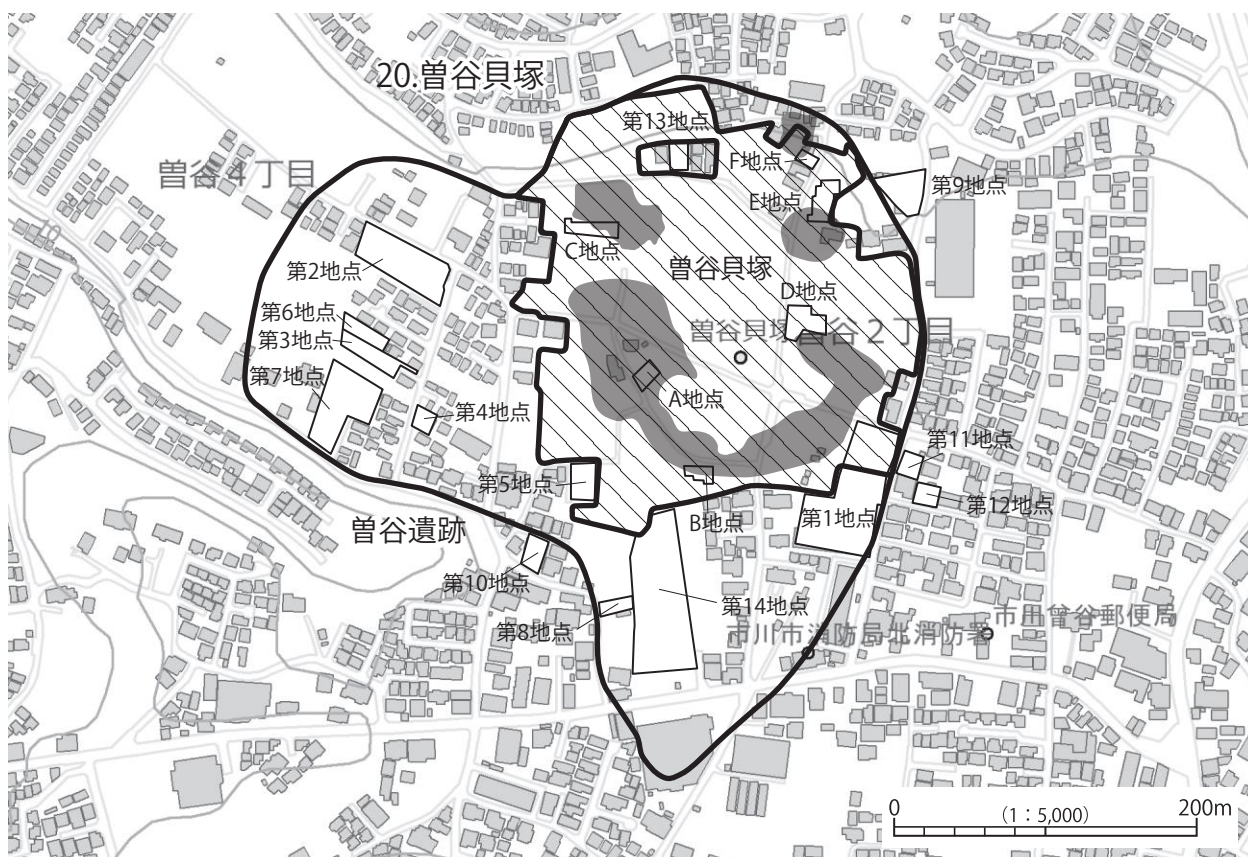 20.曽谷貝塚
第13地点
F地点
曽谷4丁目
第9地点
E地点
C地点
曽谷貝塚
第2地点
D地点
第6地点
曽谷貝塚
曽谷2丁目
第3地点
第7地点
A地点
第4地点
第11地点
第5地点
第12地点
B地点
第1地点
曽谷遺跡
第10地点
第14地点
第8地点
市川曽谷郵便局
市川市消防局北消防署
0
(1：5,000)
200m